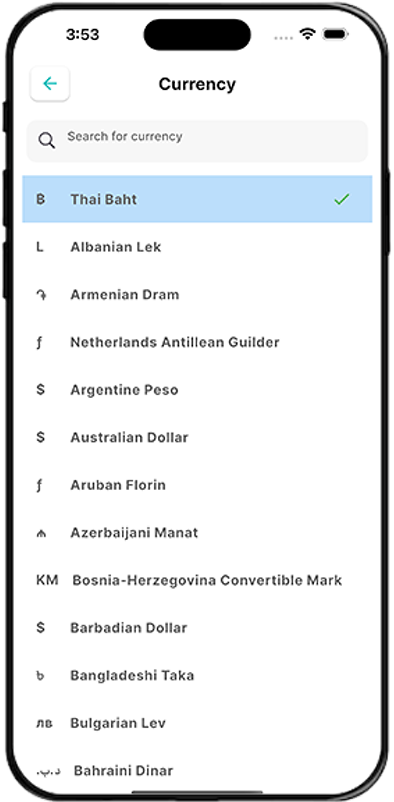 3:53
Currency
Search for currency
฿ Thai Baht
L Albanian Lek
֏ Armenian Dram
ƒ Netherlands Antillean Guilder
$ Argentine Peso
$ Australian Dollar
ƒ Aruban Florin
₼ Azerbaijani Manat
KM Bosnia-Herzegovina Convertible Mark
$ Barbadian Dollar
৳ Bangladeshi Taka
лв Bulgarian Lev
.د.ب Bahraini Dinar